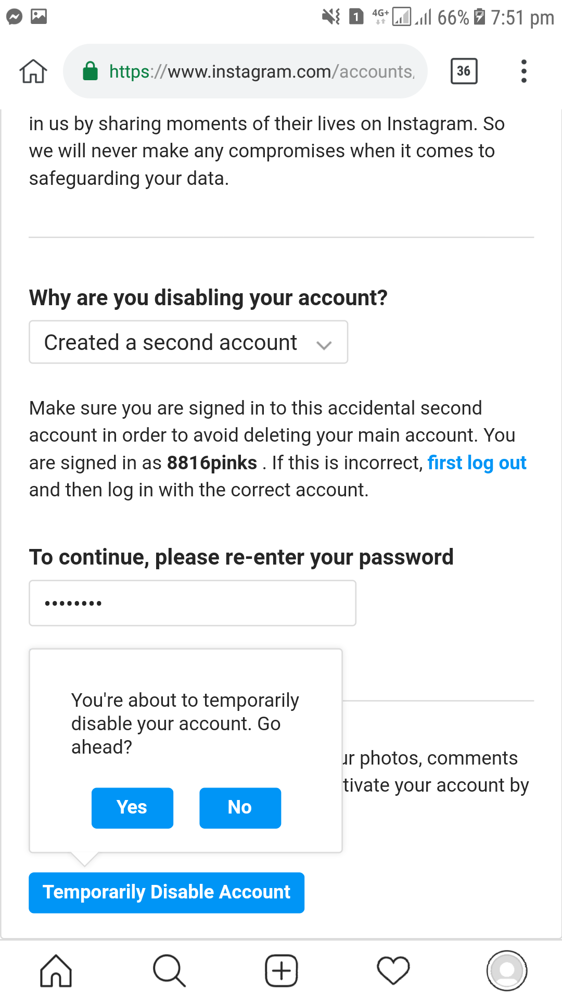 1 4G+ 66% 7:51 pm
https://www.instagram.com/accounts
36
in us by sharing moments of their lives on Instagram. So
we will never make any compromises when it comes to
safeguarding your data.
Why are you disabling your account?
Created a second account
Make sure you are signed in to this accidental second
account in order to avoid deleting your main account. You
are signed in as 8816pinks . If this is incorrect, first log out
and then log in with the correct account.
To continue, please re-enter your password
••••••••
You're about to temporarily
disable your account. Go
ahead?
Yes No
photos, comments
tivate your account by
Temporarily Disable Account